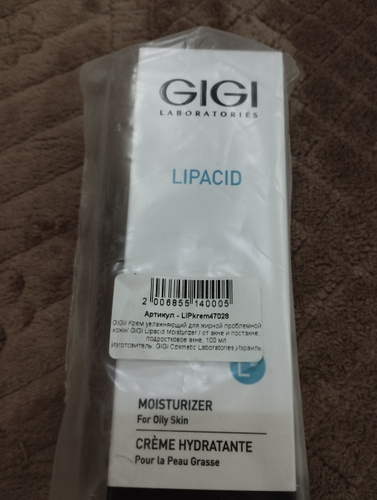 GIGI
LABORATORIES
LIPACID
2 006855 140005
Артикул - LIPkrem47028
GIGI/ Крем увлажняющий для жирной проблемной
кожи/ GIGI Lipacid Moisturizer / от акне и постакне,
подростковое акне, 100 мл
Изготовитель: GIGI Cosmetic Laboratories,Израиль
L
MOISTURIZER
For Oily Skin
CRÈME HYDRATANTE
Pour la Peau Grasse